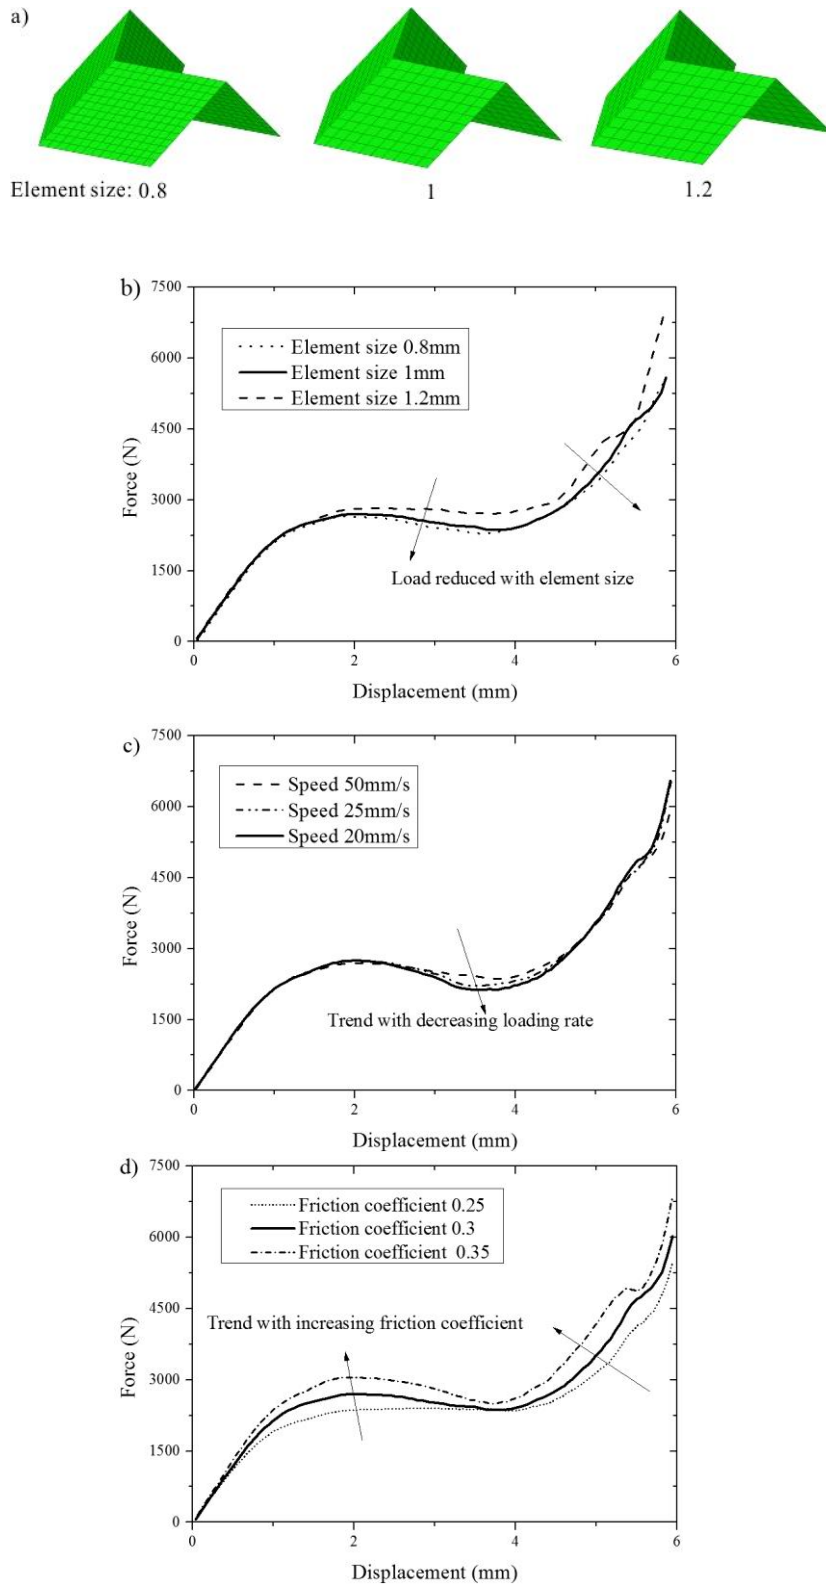 a)
Element size: 0.8
1
1.2
b)
7500
6000
4500
3000
1500
0
Force (N)
Element size 0.8mm
Element size 1mm
Element size 1.2mm
Load reduced with element size
0 2 4 6
Displacement (mm)
c)
7500
6000
4500
3000
1500
0
Force (N)
Speed 50mm/s
Speed 25mm/s
Speed 20mm/s
Trend with decreasing loading rate
0 2 4 6
Displacement (mm)
d)
7500
6000
4500
3000
1500
0
Force (N)
Friction coefficient 0.25
Friction coefficient 0.3
Friction coefficient 0.35
Trend with increasing friction coefficient
0 2 4 6
Displacement (mm)